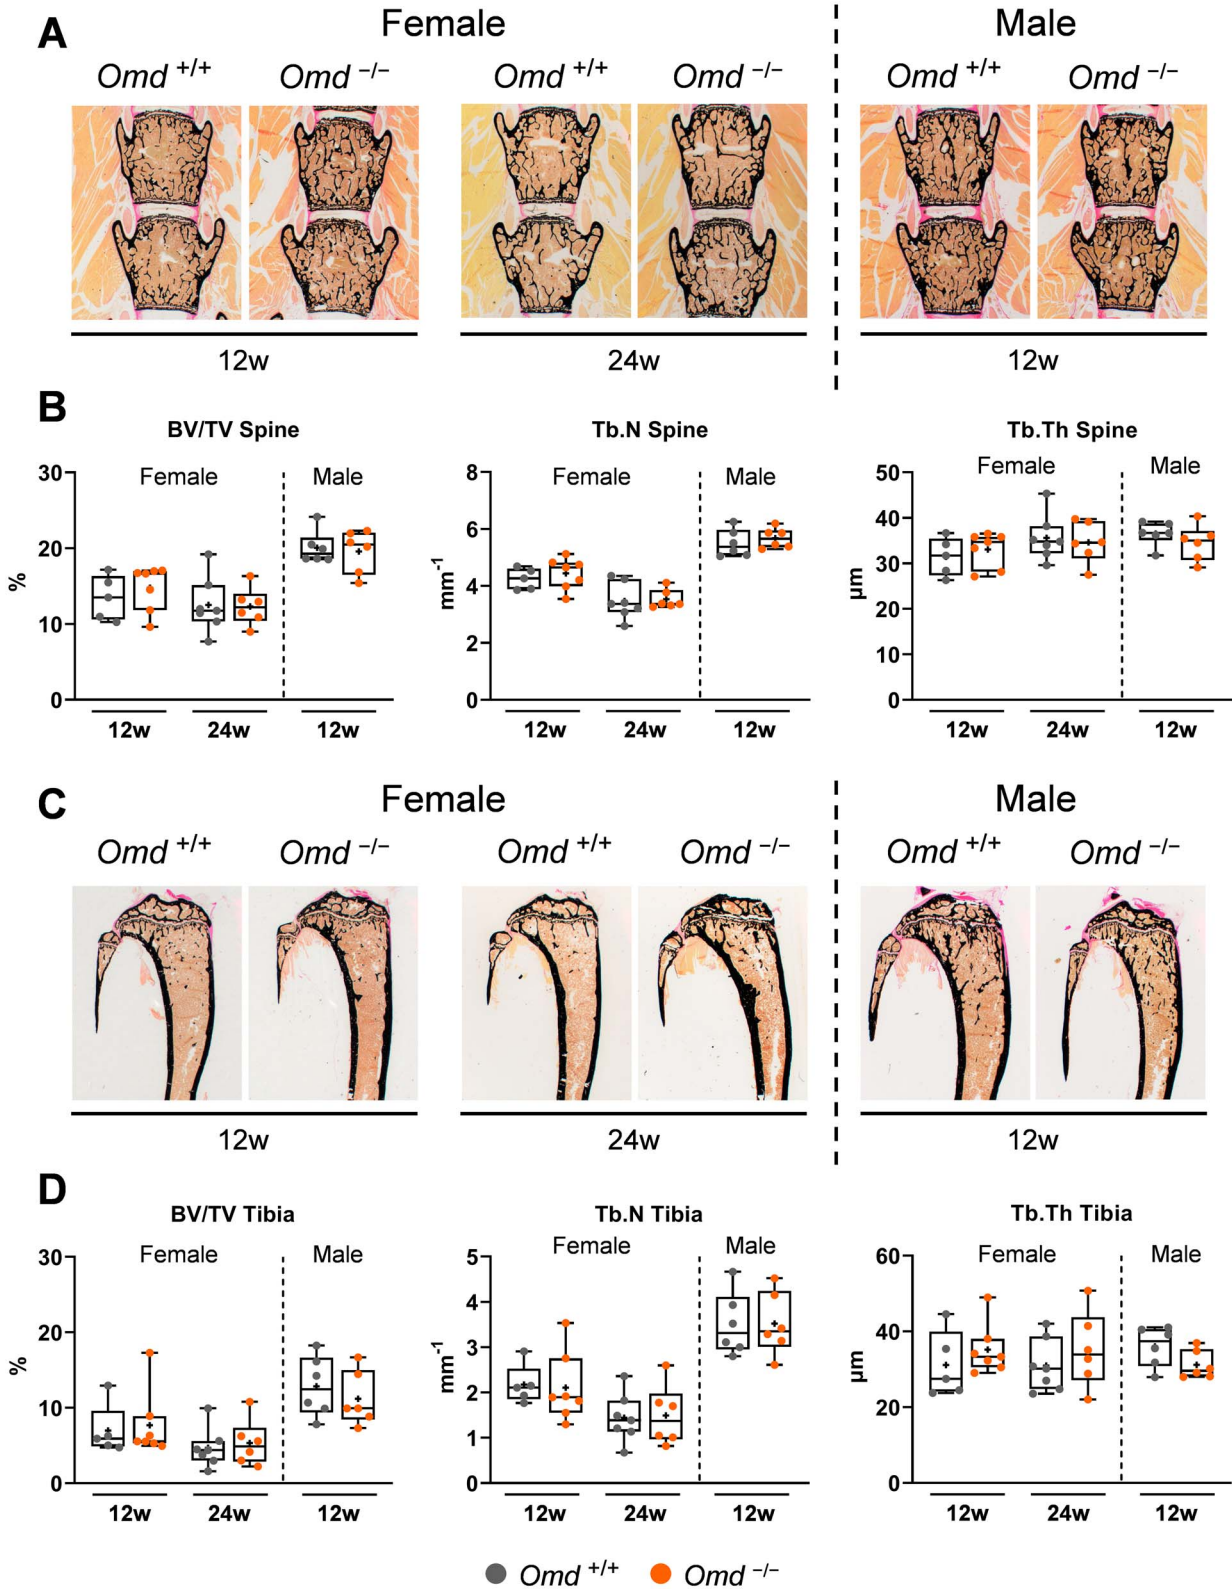 A
Female
Male
Omd +/+
Omd −/−
Omd +/+
Omd −/−
Omd +/+
Omd −/−
12w
24w
12w
B
BV/TV Spine
Female
Male
%
30
20
10
0
12w
24w
12w
Tb.N Spine
Female
Male
mm-1
8
6
4
2
0
12w
24w
12w
Tb.Th Spine
Female
Male
µm
50
40
30
20
10
0
12w
24w
12w
C
Female
Male
Omd +/+
Omd −/−
Omd +/+
Omd −/−
Omd +/+
Omd −/−
12w
24w
12w
D
BV/TV Tibia
Female
Male
%
30
20
10
0
12w
24w
12w
Tb.N Tibia
Female
Male
mm-1
5
4
3
2
1
0
12w
24w
12w
Tb.Th Tibia
Female
Male
µm
60
40
20
0
12w
24w
12w
Omd +/+
Omd −/−